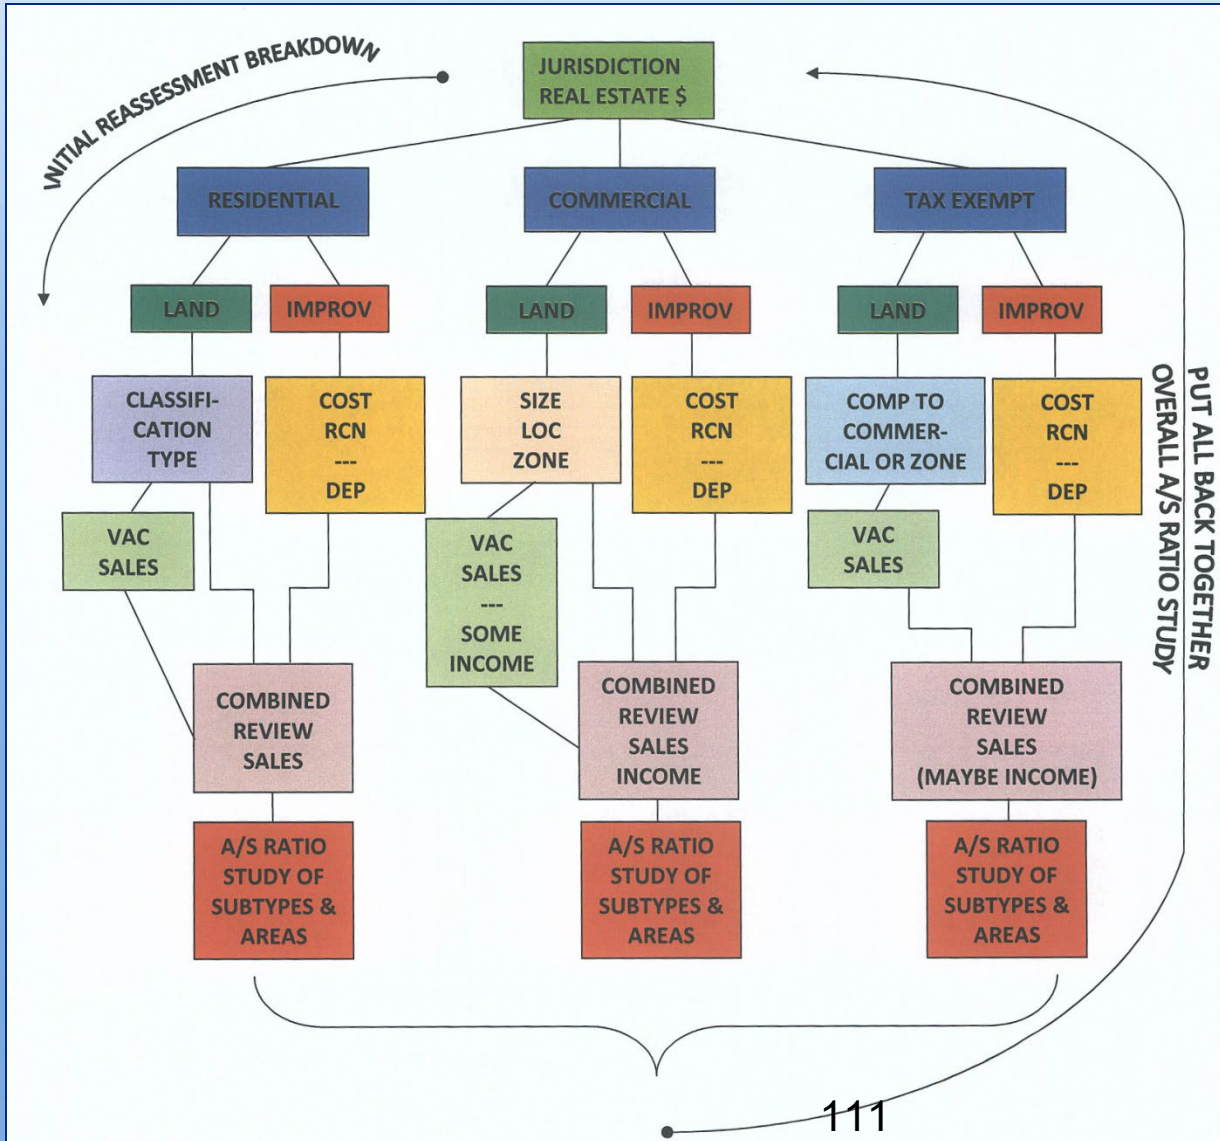 INITIAL REASSESSMENT BREAKDOWN
JURISDICTION
REAL ESTATE $
RESIDENTIAL
COMMERCIAL
TAX EXEMPT
LAND
IMPROV
LAND
IMPROV
LAND
IMPROV
CLASSIFI-
CATION
TYPE
COST
RCN
---
DEP
SIZE
LOC
ZONE
COST
RCN
---
DEP
COMP TO
COMMER-
CIAL OR ZONE
COST
RCN
---
DEP
VAC
SALES
VAC
SALES
---
SOME
INCOME
VAC
SALES
COMBINED
REVIEW
SALES
COMBINED
REVIEW
SALES
INCOME
COMBINED
REVIEW
SALES
(MAYBE INCOME)
A/S RATIO
STUDY OF
SUBTYPES &
AREAS
A/S RATIO
STUDY OF
SUBTYPES &
AREAS
A/S RATIO
STUDY OF
SUBTYPES &
AREAS
PUT ALL BACK TOGETHER
OVERALL A/S RATIO STUDY
111